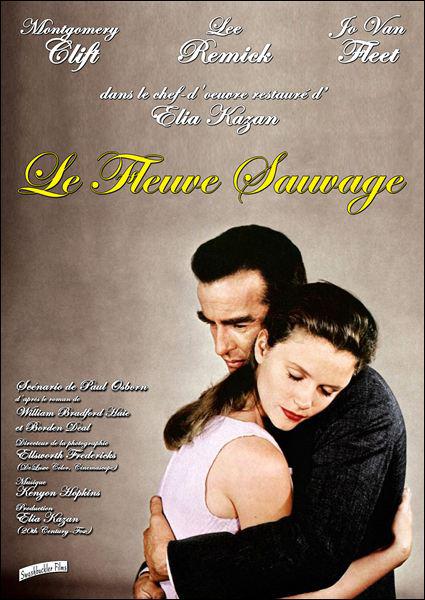 Montgomery Clift
Lee Remick
Jo Van Fleet
dans le chef-d'oeuvre restauré d'
Elia Kazan
Le Fleuve Sauvage
Scénario de Paul Osborn
d'après le roman de
William Bradford Huie
et Borden Deal
Directeur de la photographie
Ellsworth Fredericks
(DeLuxe Color, Cinemascope)
Musique
Kenyon Hopkins
Production
Elia Kazan
(20th Century-Fox)
Swashbuckler Films